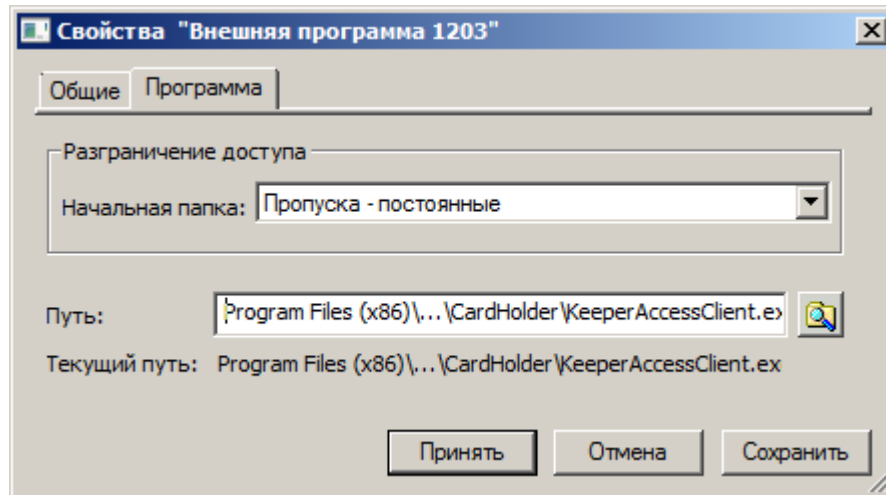 Свойства "Внешняя программа 1203"
Общие Программа
Разграничение доступа
Начальная папка: Пропуска - постоянные
Путь: Program Files (x86)\...\CardHolder\KeeperAccessClient.ex
Текущий путь: Program Files (x86)\...\CardHolder\KeeperAccessClient.ex
Принять Отмена Сохранить